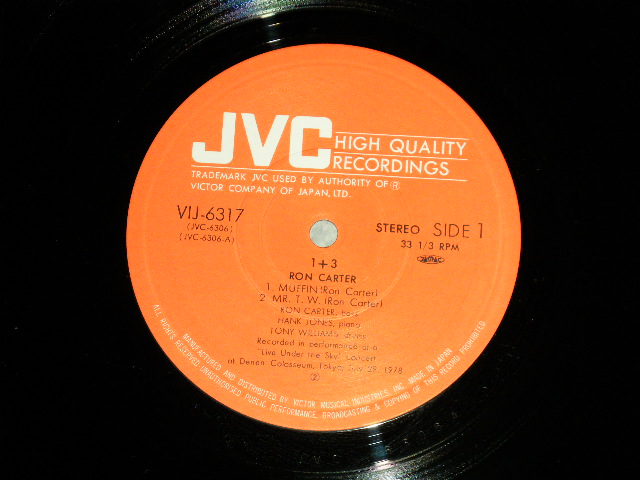 JVC
HIGH QUALITY
RECORDINGS
TRADEMARK JVC USED BY AUTHORITY OF Ⓡ
VICTOR COMPANY OF JAPAN, LTD.
VIJ-6317
(JVC-6306)
(JVC-6306-A)
STEREO SIDE 1
33 1/3 RPM
1+3
RON CARTER
1. MUFFIN (Ron Carter)
2. MR. T. W. (Ron Carter)
RON CARTER, bass
HANK JONES, piano
TONY WILLIAMS, drums
Recorded in performance at a
"Live Under the Sky" concert
at Denon Colosseum, Tokyo, July 29, 1978
Ⓟ
MANUFACTURED AND DISTRIBUTED BY VICTOR MUSICAL INDUSTRIES, INC. MADE IN JAPAN
ALL RIGHTS RESERVED. UNAUTHORISED PUBLIC PERFORMANCE, BROADCASTING & COPYING OF THIS RECORD PROHIBITED